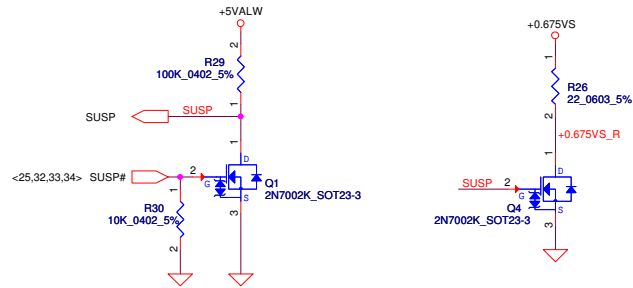 +5VALW
2
R29
100K_0402_5%
1
SUSP
SUSP
1
D
<25,32,33,34> SUSP#
2
G
Q1
2N7002K_SOT23-3
S
3
1
R30
10K_0402_5%
2
+0.675VS
1
R26
22_0603_5%
2
+0.675VS_R
1
D
SUSP
2
G
Q4
2N7002K_SOT23-3
S
3